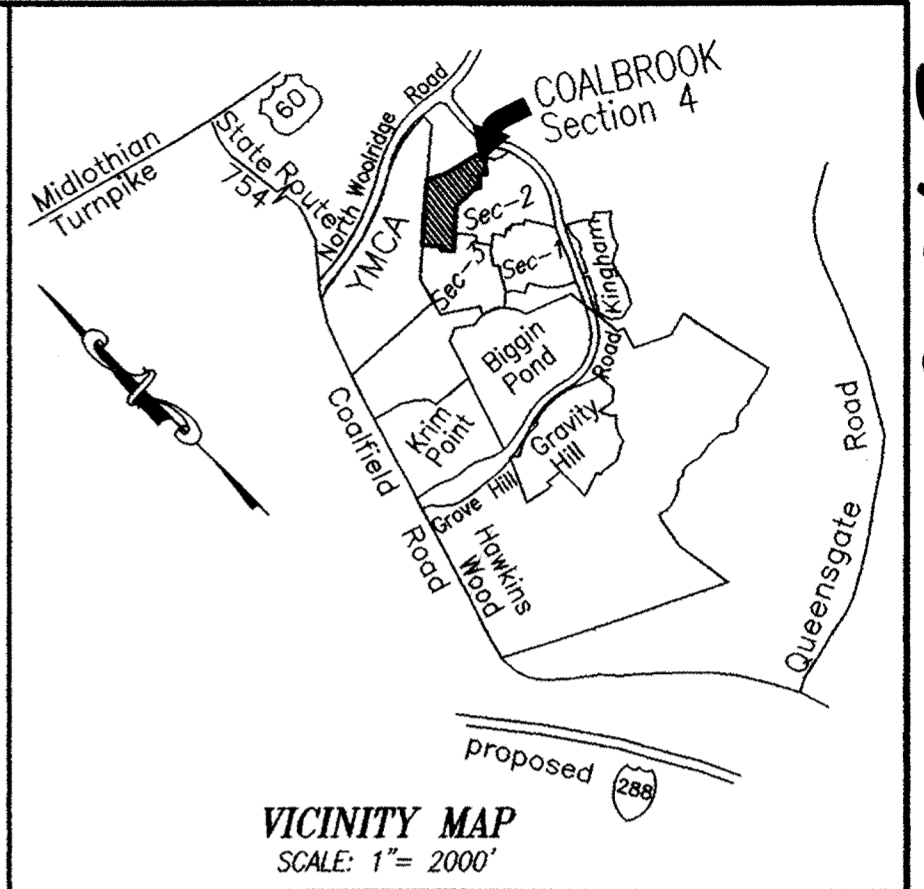 COALBROOK
Section 4
60
Midlothian
Turnpike
State Route
754
North Woolridge Road
YMCA
Sec-2
Sec-3
Sec-1
Kingham
Biggin
Pond
Krim
Point
Gravity
Hill
Grove Hill Road
Coalfield Road
Hawkins
Wood
Queensgate Road
proposed
288
VICINITY MAP
SCALE: 1"= 2000'